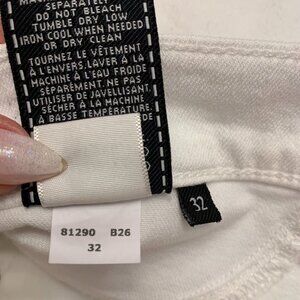 SEPARATELY
DO NOT BLEACH
TUMBLE DRY LOW
IRON COOL WHEN NEEDED
OR DRY CLEAN
TOURNEZ LE VÊTEMENT
À L'ENVERS. LAVER À LA
MACHINE À L'EAU FROIDE
SÉPARÉMENT. NE PAS
UTILISER DE JAVELLISANT.
SÉCHER À LA MACHINE
À BASSE TEMPÉRATURE.
81290 B26
32
32